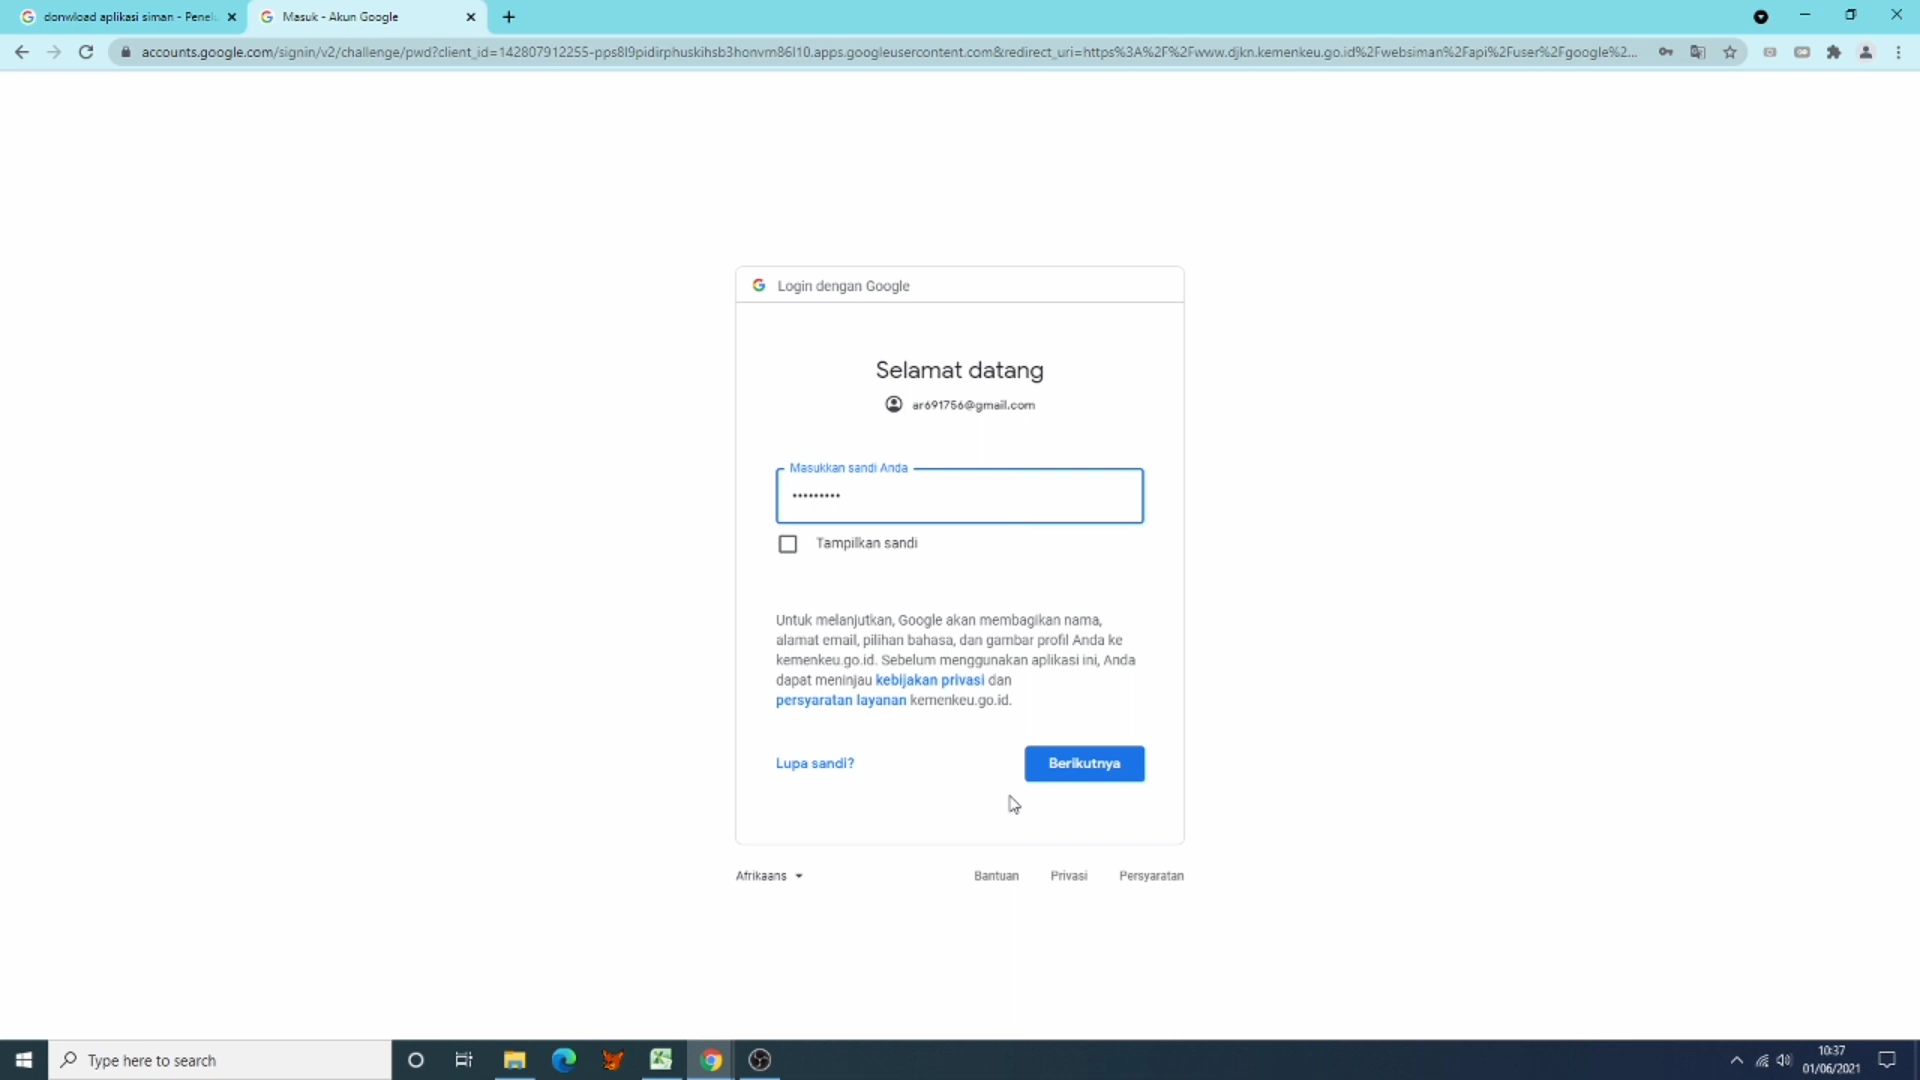 donwload aplikasi siman - Penel
Masuk - Akun Google
accounts.google.com/signin/v2/challenge/pwd?client_id=142807912255-pps8l9pidirphuskihsb3honvm86l10.apps.googleusercontent.com&redirect_uri=https%3A%2F%2Fwww.djkn.kemenkeu.go.id%2Fwebsiman%2Fapi%2Fuser%2Fgoogle%2...
Login dengan Google
Selamat datang
ar691756@gmail.com
Masukkan sandi Anda
•••••••••
Tampilkan sandi
Untuk melanjutkan, Google akan membagikan nama,
alamat email, pilihan bahasa, dan gambar profil Anda ke
kemenkeu.go.id. Sebelum menggunakan aplikasi ini, Anda
dapat meninjau kebijakan privasi dan
persyaratan layanan kemenkeu.go.id.
Lupa sandi?
Berikutnya
Afrikaans
Bantuan
Privasi
Persyaratan
Type here to search
10:37
01/06/2021